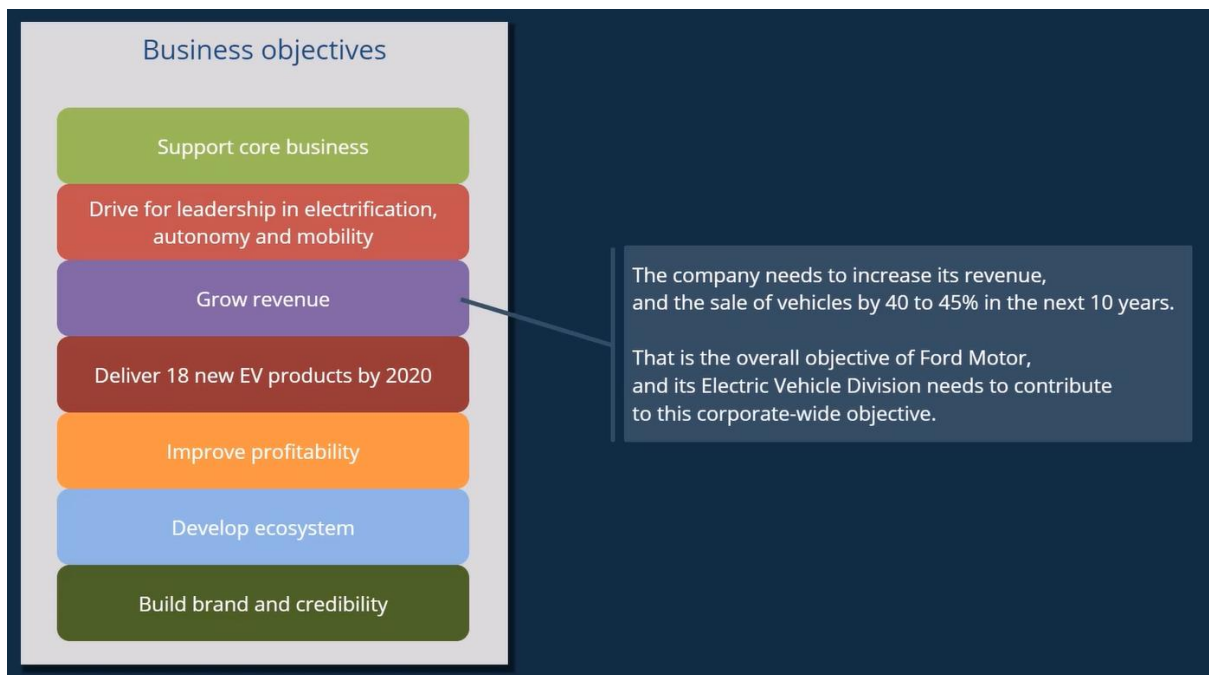 Business objectives
Support core business
Drive for leadership in electrification,
autonomy and mobility
Grow revenue
Deliver 18 new EV products by 2020
Improve profitability
Develop ecosystem
Build brand and credibility
The company needs to increase its revenue,
and the sale of vehicles by 40 to 45% in the next 10 years.
That is the overall objective of Ford Motor,
and its Electric Vehicle Division needs to contribute
to this corporate-wide objective.